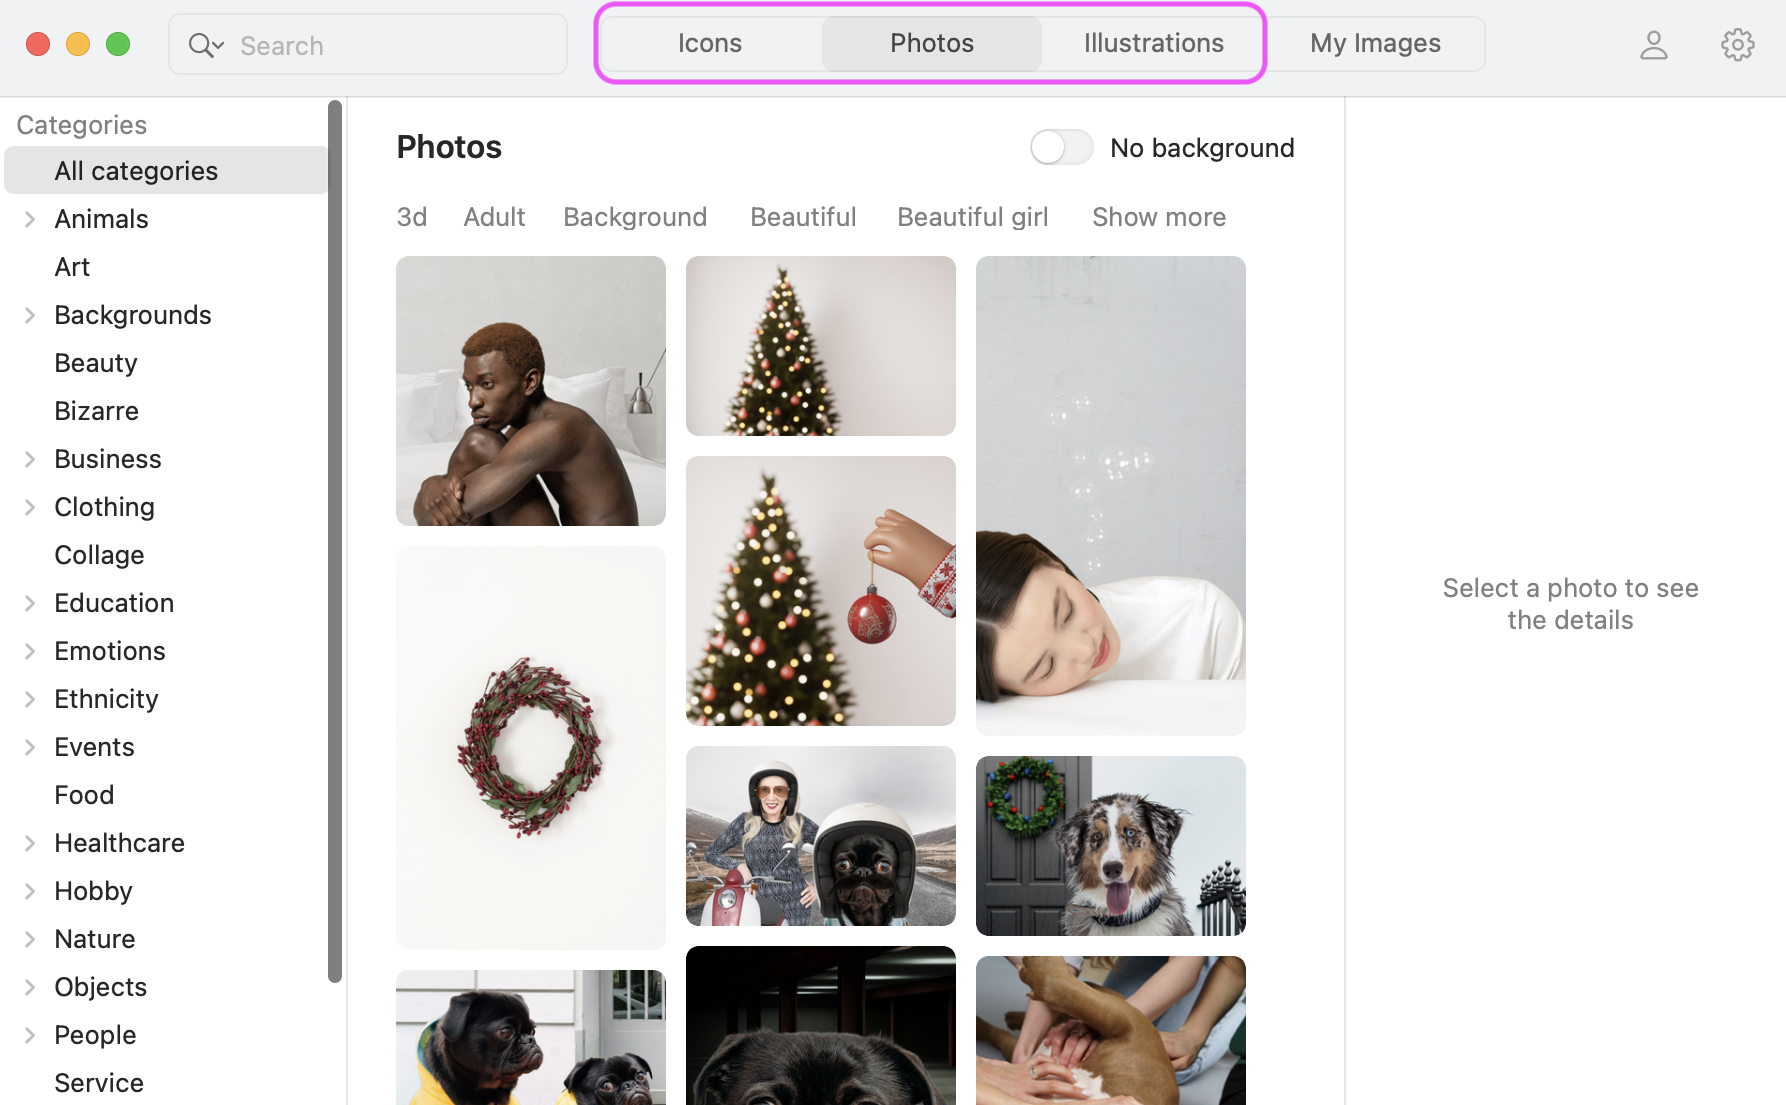 Search
Icons
Photos
Illustrations
My Images
Categories
All categories
Animals
Art
Backgrounds
Beauty
Bizarre
Business
Clothing
Collage
Education
Emotions
Ethnicity
Events
Food
Healthcare
Hobby
Nature
Objects
People
Service
Photos
No background
3d Adult Background Beautiful Beautiful girl Show more
Select a photo to see
the details